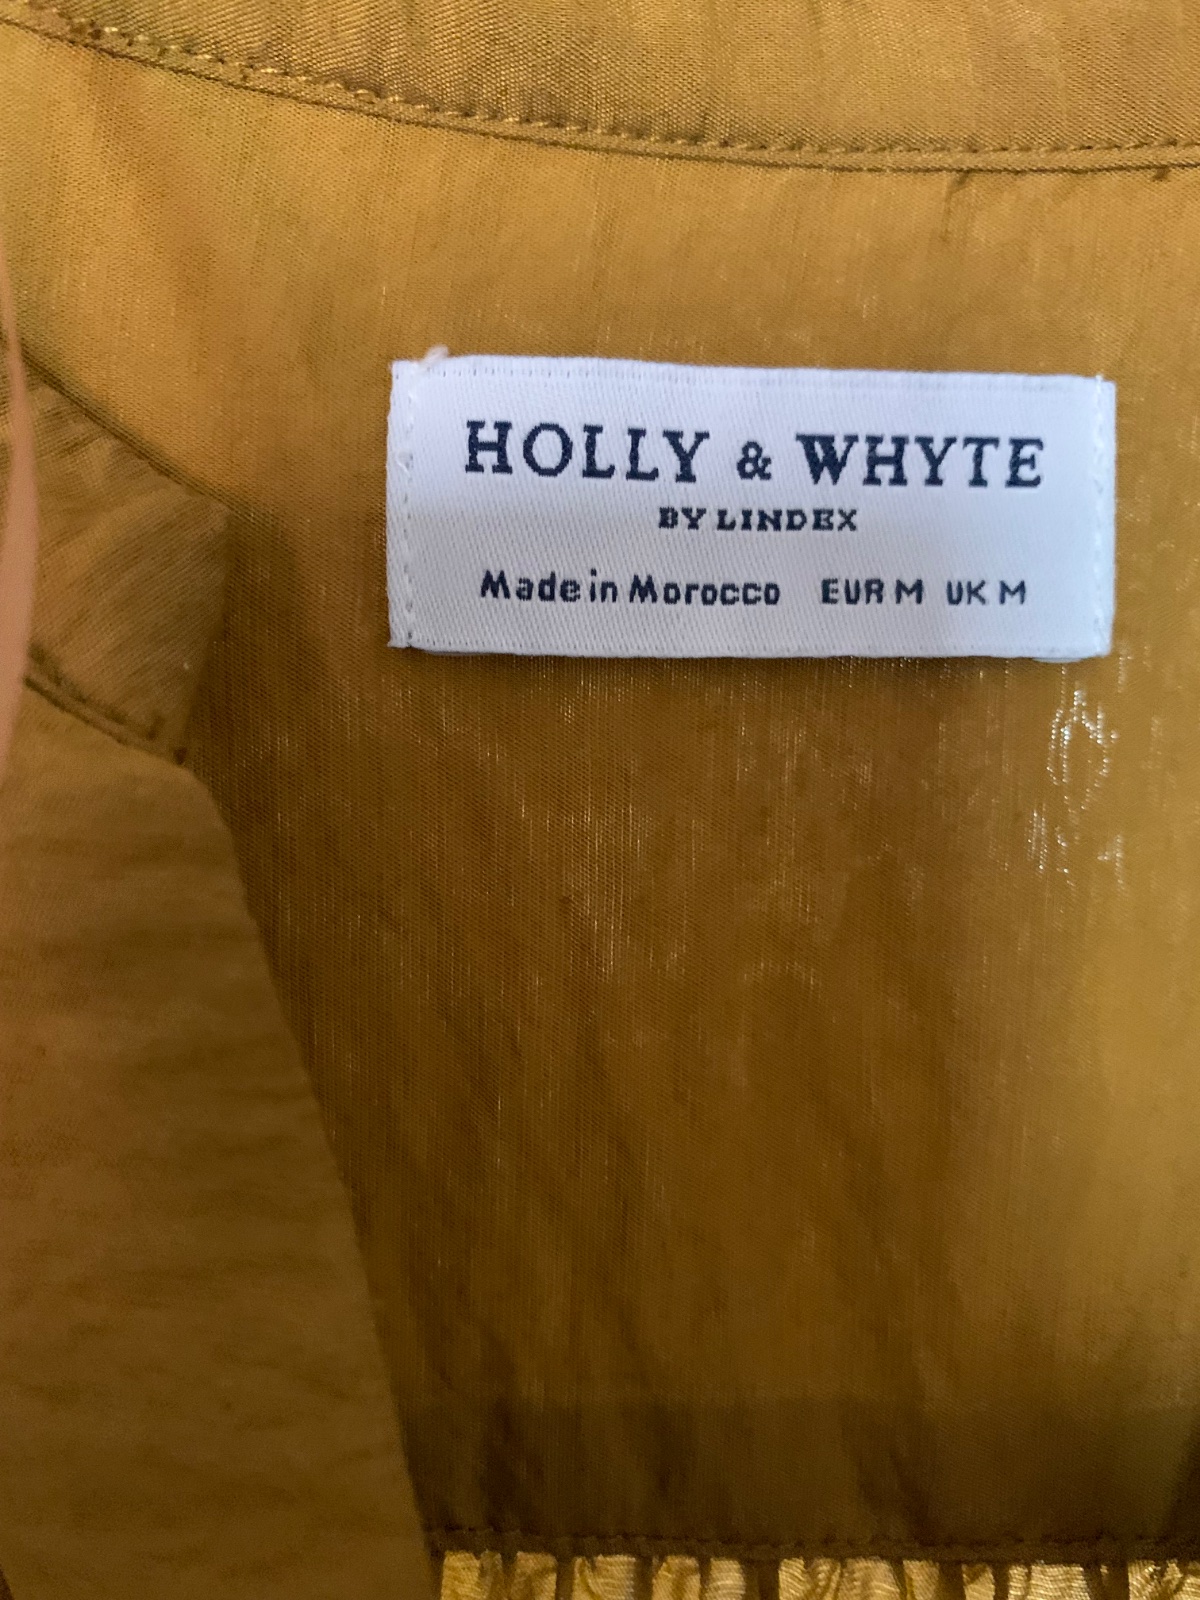 HOLLY & WHYTE
BY LINDEX
Made in Morocco EUR M UK M